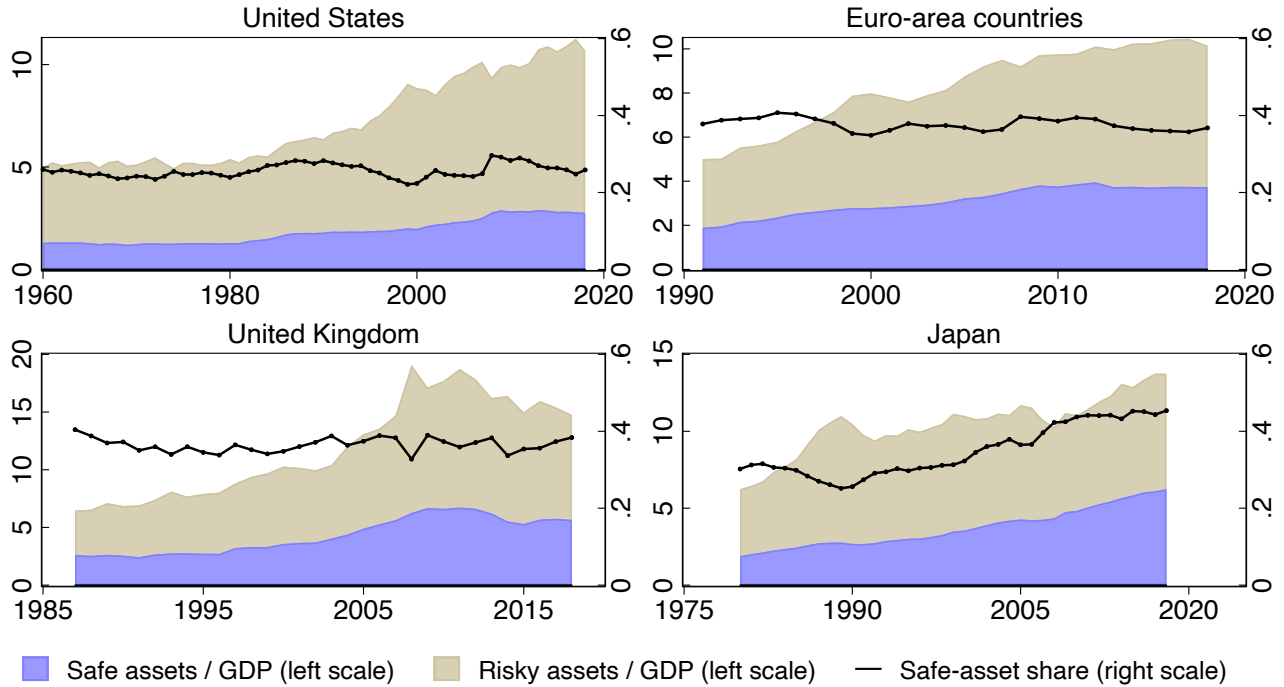 United States
0 5 10
0 .2 .4 .6
1960 1980 2000 2020
Euro-area countries
0 2 4 6 8 10
0 .2 .4 .6
1990 2000 2010 2020
United Kingdom
0 5 10 15 20
0 .2 .4 .6
1985 1995 2005 2015
Japan
0 5 10 15
0 .2 .4 .6
1975 1990 2005 2020
Safe assets / GDP (left scale) Risky assets / GDP (left scale) Safe-asset share (right scale)